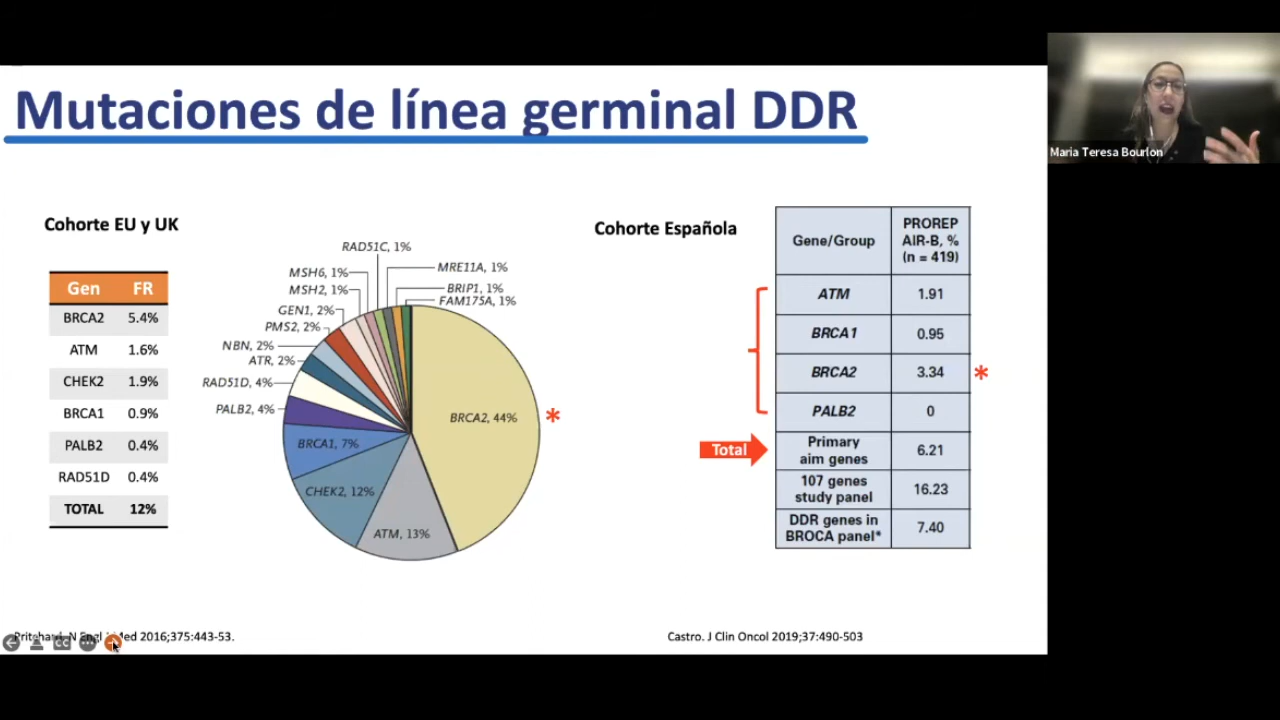 Mutaciones de línea germinal DDR
Maria Teresa Bourlon
Cohorte EU y UK
Gen FR
BRCA2 5.4%
ATM 1.6%
CHEK2 1.9%
BRCA1 0.9%
PALB2 0.4%
RAD51D 0.4%
TOTAL 12%
RAD51C, 1%
MSH6, 1%
MSH2, 1%
GEN1, 2%
PMS2, 2%
NBN, 2%
ATR, 2%
RAD51D, 4%
PALB2, 4%
BRCA1, 7%
CHEK2, 12%
ATM, 13%
MRE11A, 1%
BRIP1, 1%
FAM175A, 1%
BRCA2, 44% *
Cohorte Española
Gene/Group
PROREP
AIR-B, %
(n = 419)
ATM 1.91
BRCA1 0.95
BRCA2 3.34 *
PALB2 0
Total
Primary
aim genes
6.21
107 genes
study panel
16.23
DDR genes in
BROCA panel*
7.40
Pritchard. N Engl J Med 2016;375:443-53.
CC
Castro. J Clin Oncol 2019;37:490-503